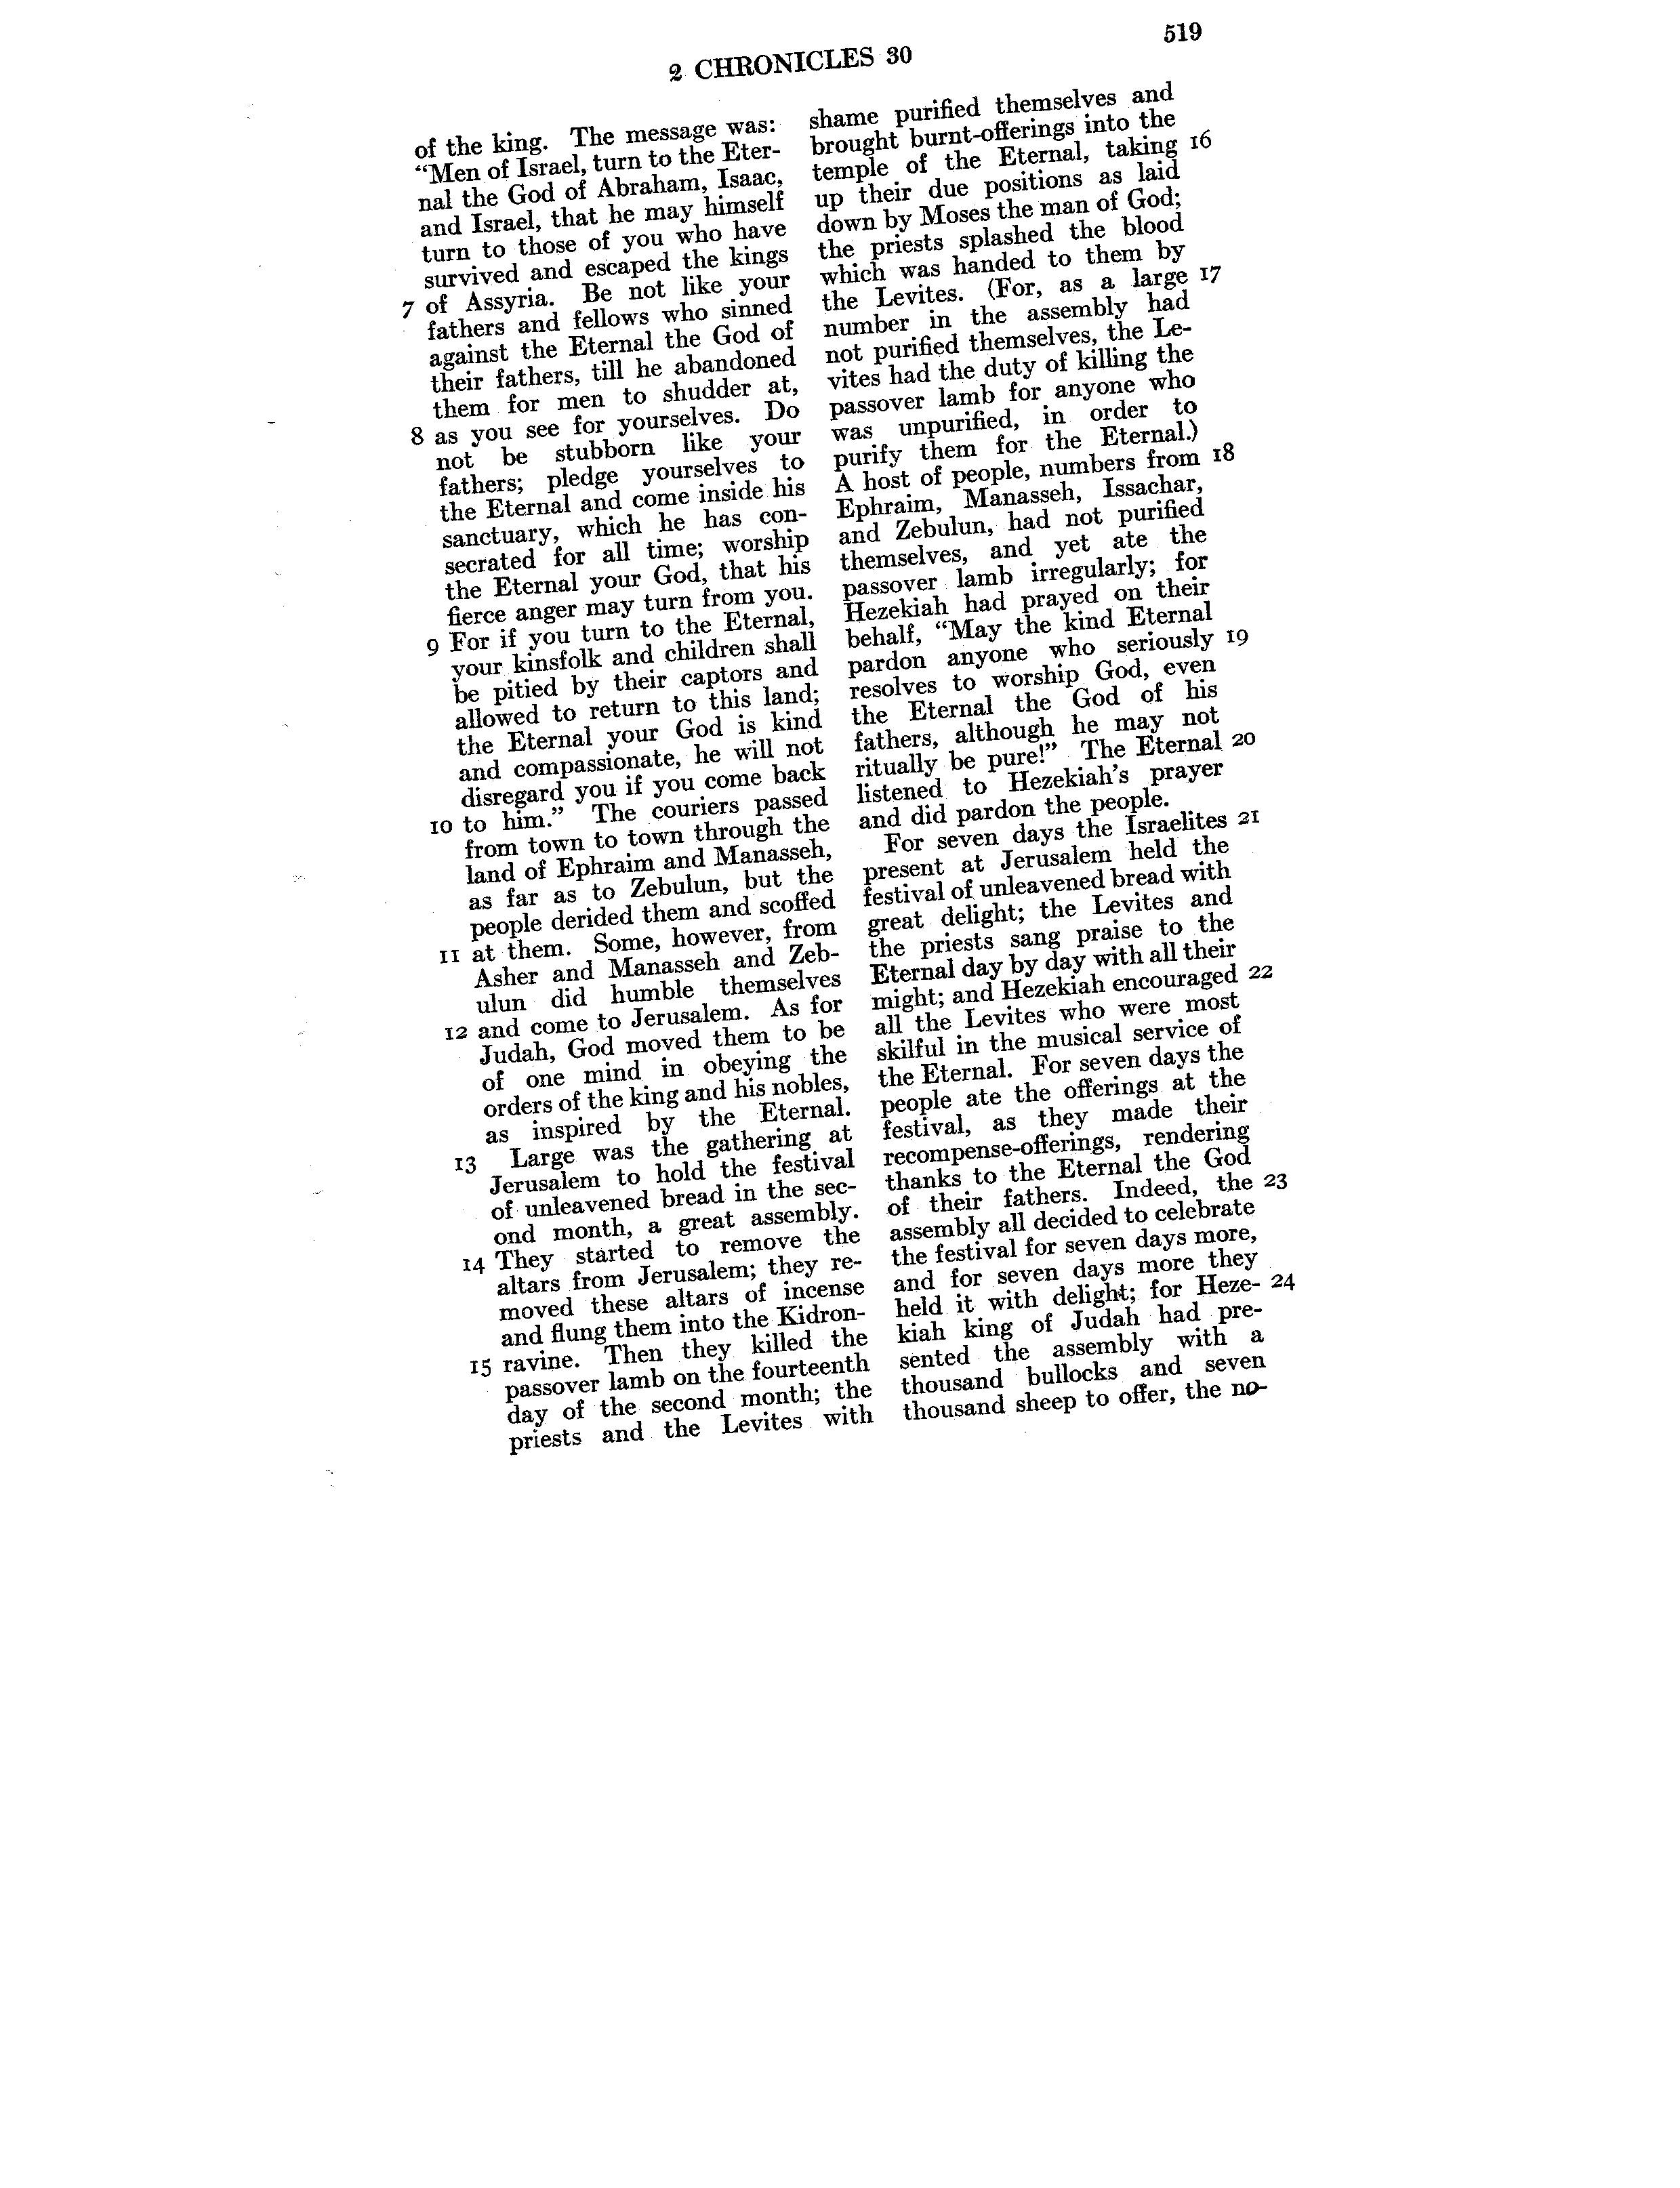 2 CHRONICLES 30
519
of the king. The message was:
“Men of Israel, turn to the Eter-
nal the God of Abraham, Isaac,
and Israel, that he may himself
turn to those of you who have
survived and escaped the kings
7 of Assyria. Be not like your
fathers and fellows who sinned
against the Eternal the God of
their fathers, till he abandoned
them for men to shudder at,
8 as you see for yourselves. Do
not be stubborn like your
fathers; pledge yourselves to
the Eternal and come inside his
sanctuary, which he has con-
secrated for all time; worship
the Eternal your God, that his
fierce anger may turn from you.
9 For if you turn to the Eternal,
your kinsfolk and children shall
be pitied by their captors and
allowed to return to this land;
the Eternal your God is kind
and compassionate, he will not
disregard you if you come back
10 to him.” The couriers passed
from town to town through the
land of Ephraim and Manasseh,
as far as to Zebulun, but the
people derided them and scoffed
11 at them. Some, however, from
Asher and Manasseh and Zeb-
ulun did humble themselves
12 and come to Jerusalem. As for
Judah, God moved them to be
of one mind in obeying the
orders of the king and his nobles,
as inspired by the Eternal.
13 Large was the gathering at
Jerusalem to hold the festival
of unleavened bread in the sec-
ond month, a great assembly.
14 They started to remove the
altars from Jerusalem; they re-
moved these altars of incense
and flung them into the Kidron-
15 ravine. Then they killed the
passover lamb on the fourteenth
day of the second month; the
priests and the Levites with
shame purified themselves and
brought burnt-offerings into the
temple of the Eternal, taking 16
up their due positions as laid
down by Moses the man of God;
the priests splashed the blood
which was handed to them by
the Levites. (For, as a large 17
number in the assembly had
not purified themselves, the Le-
vites had the duty of killing the
passover lamb for anyone who
was unpurified, in order to
purify them for the Eternal.)
A host of people, numbers from 18
Ephraim, Manasseh, Issachar,
and Zebulun, had not purified
themselves, and yet ate the
passover lamb irregularly; for
Hezekiah had prayed on their
behalf, “May the kind Eternal
pardon anyone who seriously 19
resolves to worship God, even
the Eternal the God of his
fathers, although he may not
ritually be pure!” The Eternal 20
listened to Hezekiah’s prayer
and did pardon the people.
For seven days the Israelites 21
present at Jerusalem held the
festival of unleavened bread with
great delight; the Levites and
the priests sang praise to the
Eternal day by day with all their
might; and Hezekiah encouraged 22
all the Levites who were most
skilful in the musical service of
the Eternal. For seven days the
people ate the offerings at the
festival, as they made their
recompense-offerings, rendering
thanks to the Eternal the God
of their fathers. Indeed, the 23
assembly all decided to celebrate
the festival for seven days more,
and for seven days more they
held it with delight; for Heze- 24
kiah king of Judah had pre-
sented the assembly with a
thousand bullocks and seven
thousand sheep to offer, the no-